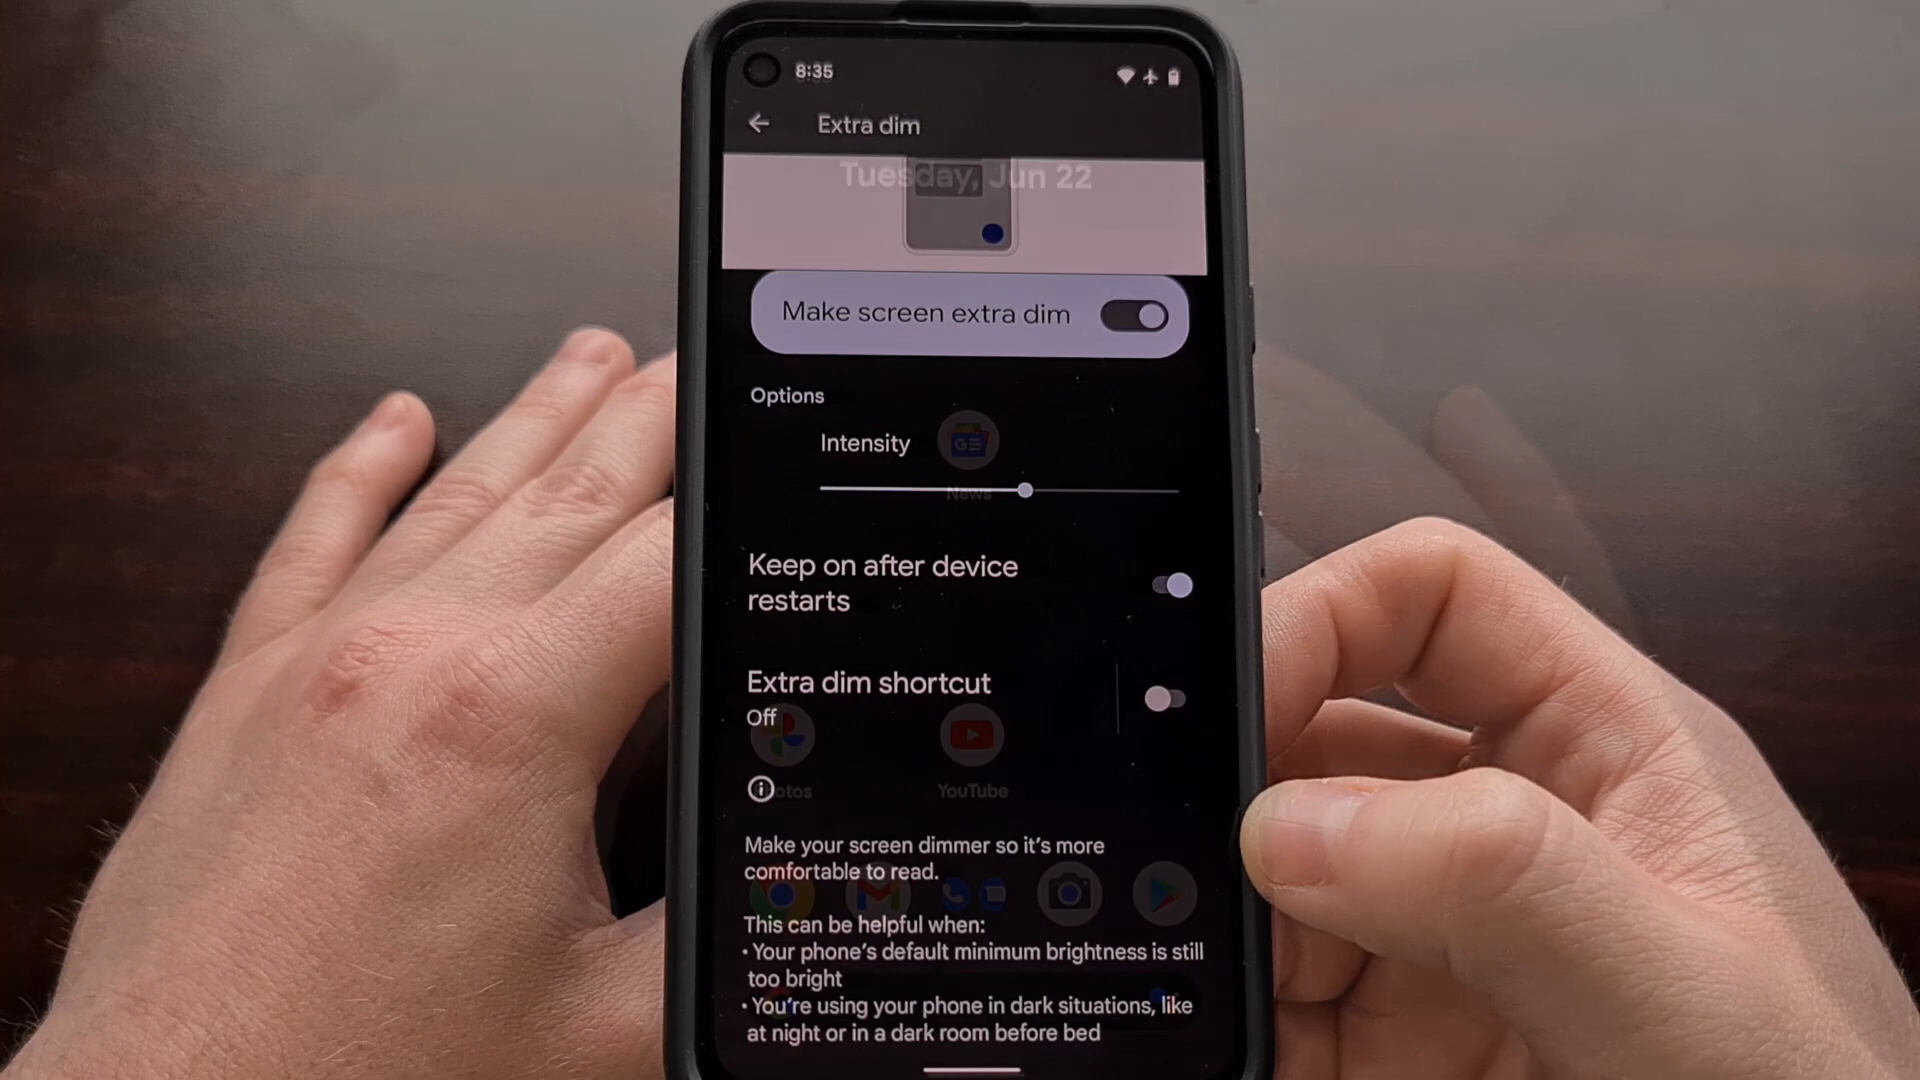 8:35
Extra dim
Tuesday, Jun 22
Make screen extra dim
Options
Intensity
GE
News
Keep on after device
restarts
Extra dim shortcut
Off
otos
YouTube
Make your screen dimmer so it's more
comfortable to read.
This can be helpful when:
• Your phone's default minimum brightness is still
too bright
• You're using your phone in dark situations, like
at night or in a dark room before bed